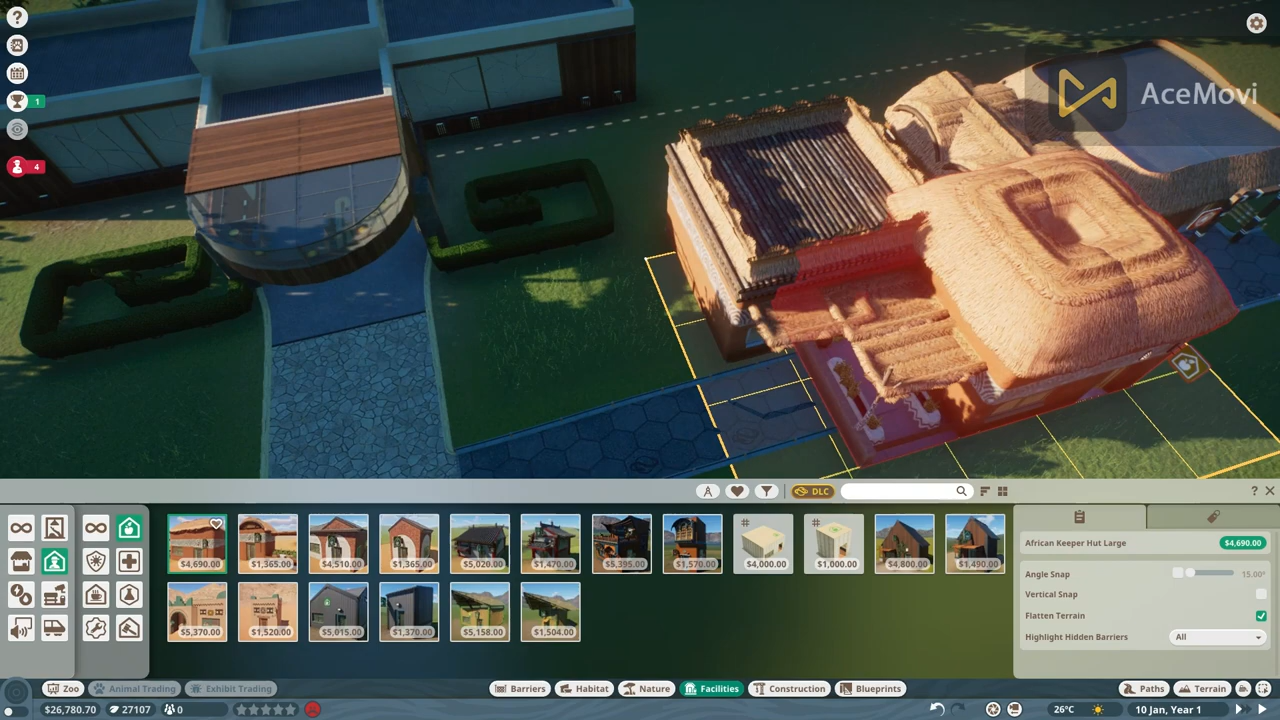 ?
1
4
AceMovi
DLC
? ×
$4,690.00 $1,365.00 $4,510.00 $1,365.00 $5,020.00 $1,470.00 $5,395.00 $1,570.00 $4,000.00 $1,000.00 $4,800.00 $1,490.00
$5,370.00 $1,520.00 $5,015.00 $1,370.00 $5,158.00 $1,504.00
African Keeper Hut Large $4,690.00
Angle Snap 15.00°
Vertical Snap
Flatten Terrain
Highlight Hidden Barriers All
Zoo Animal Trading Exhibit Trading Barriers Habitat Nature Facilities Construction Blueprints Paths Terrain
$26,780.70 27107 0 26°C 10 Jan, Year 1